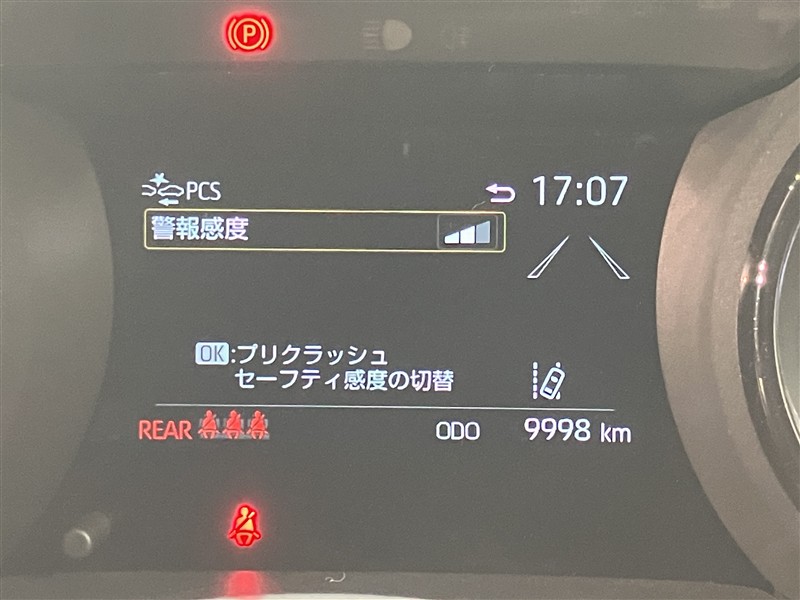 P
PCS
17:07
警報感度
OK:プリクラッシュ
セーフティ感度の切替
REAR
ODO 9998 km